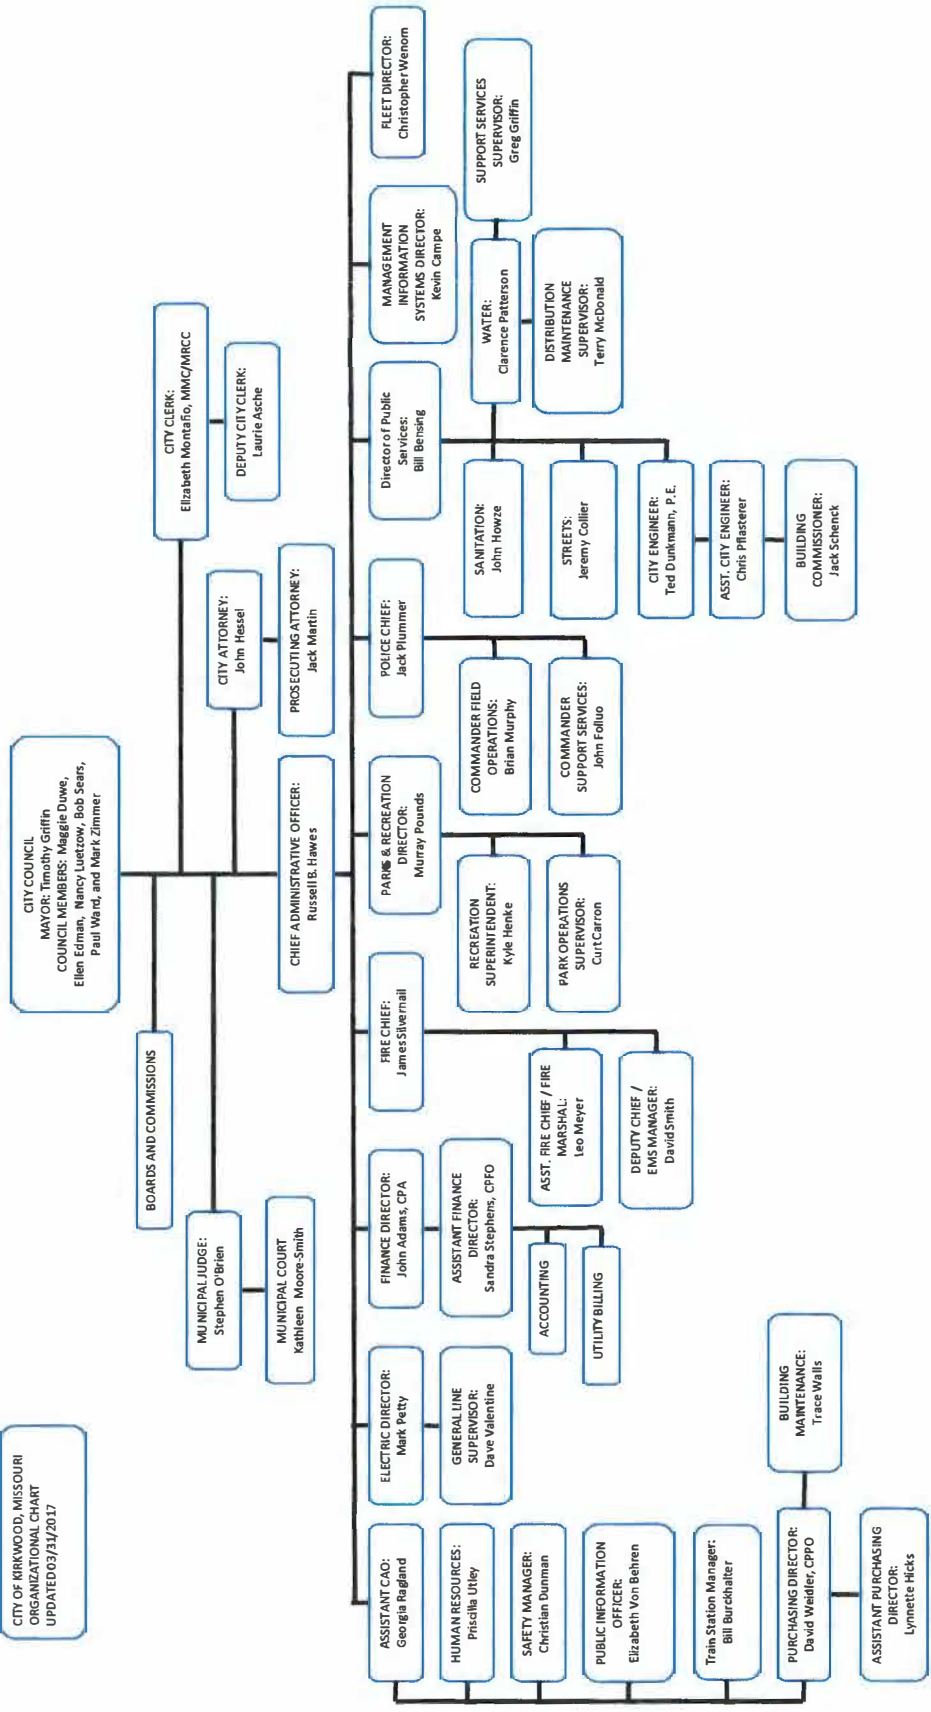 CITY OF KIRKWOOD, MISSOURI
ORGANIZATIONAL CHART
UPDATED 03/31/2017
CITY COUNCIL
MAYOR: Timothy Griffin
COUNCIL MEMBERS: Maggie Duwe,
Ellen Edman, Nancy Luetzow, Bob Sears,
Paul Ward, and Mark Zimmer
BOARDS AND COMMISSIONS
CITY CLERK:
Elizabeth Montaño, MMC/MRCC
DEPUTY CITY CLERK:
Laurie Asche
MUNICIPAL JUDGE:
Stephen O'Brien
MUNICIPAL COURT
Kathleen Moore-Smith
CITY ATTORNEY:
John Hessel
PROSECUTING ATTORNEY:
Jack Martin
CHIEF ADMINISTRATIVE OFFICER:
Russell B. Hawes
ASSISTANT CAO:
Georgia Ragland
HUMAN RESOURCES:
Priscilla Utley
SAFETY MANAGER:
Christian Dunman
PUBLIC INFORMATION
OFFICER:
Elizabeth Von Behren
Train Station Manager:
Bill Burckhalter
PURCHASING DIRECTOR:
David Weidler, CPPO
BUILDING
MAINTENANCE:
Trace Walls
ASSISTANT PURCHASING
DIRECTOR:
Lynnette Hicks
ELECTRIC DIRECTOR:
Mark Petty
GENERAL LINE
SUPERVISOR:
Dave Valentine
FINANCE DIRECTOR:
John Adams, CPA
ASSISTANT FINANCE
DIRECTOR:
Sandra Stephens, CPFO
ACCOUNTING
UTILITY BILLING
FIRE CHIEF:
James Silvernail
ASST. FIRE CHIEF / FIRE
MARSHAL:
Leo Meyer
DEPUTY CHIEF /
EMS MANAGER:
David Smith
PARKS & RECREATION
DIRECTOR:
Murray Pounds
RECREATION
SUPERINTENDENT:
Kyle Henke
PARK OPERATIONS
SUPERVISOR:
Curt Carron
POLICE CHIEF:
Jack Plummer
COMMANDER FIELD
OPERATIONS:
Brian Murphy
COMMANDER
SUPPORT SERVICES:
John Folluo
Director of Public
Services:
Bill Bensing
SANITATION:
John Howze
STREETS:
Jeremy Collier
CITY ENGINEER:
Ted Dunkmann, P.E.
ASST. CITY ENGINEER:
Chris Pflasterer
BUILDING
COMMISSIONER:
Jack Schenck
WATER:
Clarence Patterson
SUPPORT SERVICES
SUPERVISOR:
Greg Griffin
DISTRIBUTION
MAINTENANCE
SUPERVISOR:
Terry McDonald
MANAGEMENT
INFORMATION
SYSTEMS DIRECTOR:
Kevin Campe
FLEET DIRECTOR:
Christopher Wenom